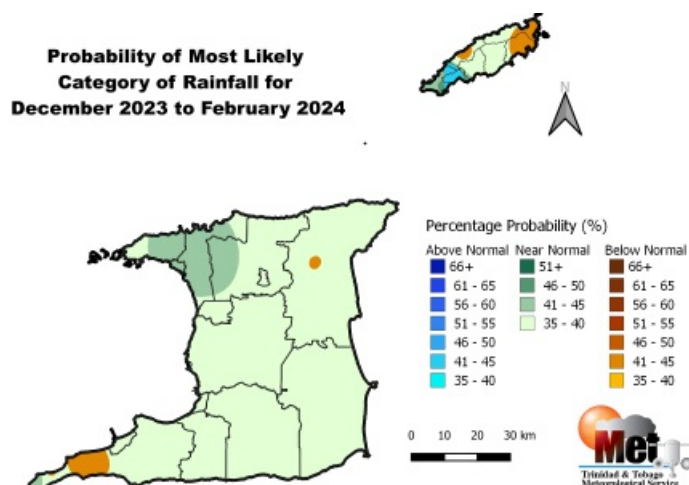 Probability of Most Likely
Category of Rainfall for
December 2023 to February 2024
N
Percentage Probability (%)
Above Normal Near Normal Below Normal
66+ 51+ 66+
61 - 65 46 - 50 61 - 65
56 - 60 41 - 45 56 - 60
51 - 55 35 - 40 51 - 55
46 - 50 46 - 50
41 - 45 41 - 45
35 - 40 35 - 40
0 10 20 30 km
Met
Trinidad & Tobago
Meteorological Service